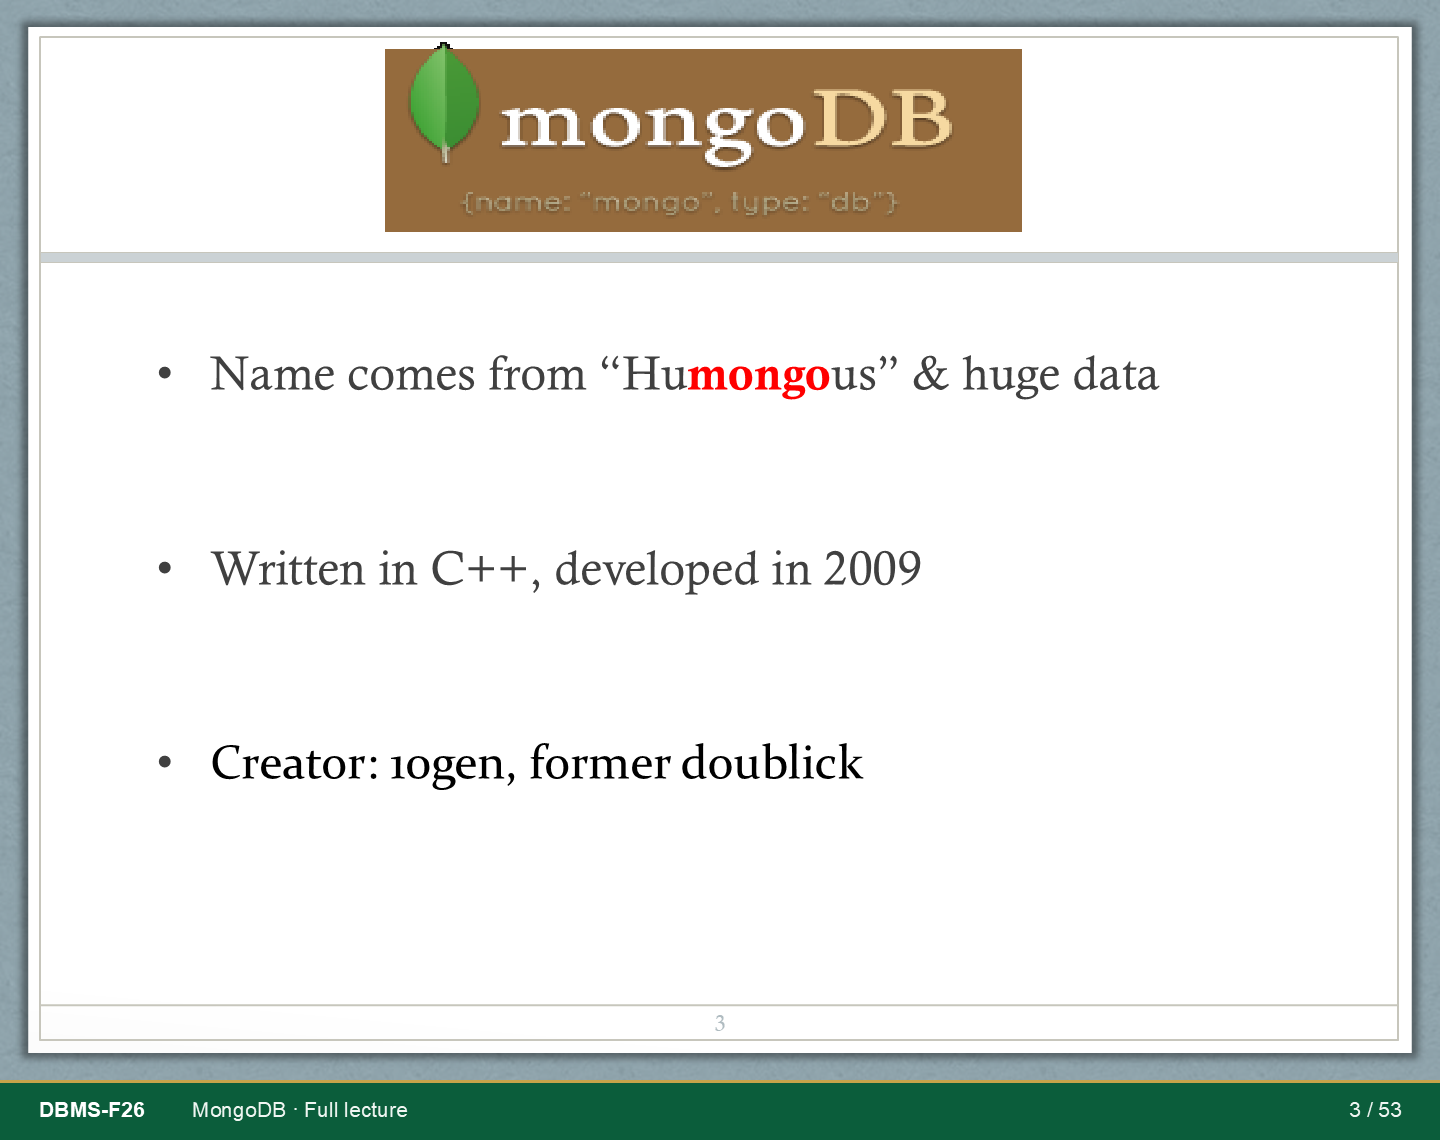 mongoDB
{name: "mongo", type: "db"}
• Name comes from “Humongous” & huge data
• Written in C++, developed in 2009
• Creator: 10gen, former doublick
3
DBMS-F26 MongoDB · Full lecture 3 / 53